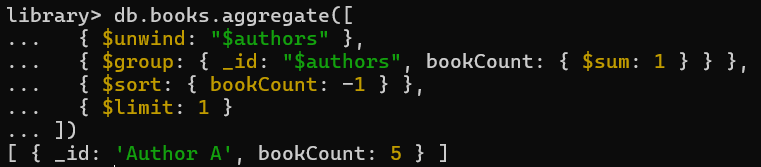 library> db.books.aggregate([
...   { $unwind: "$authors" },
...   { $group: { _id: "$authors", bookCount: { $sum: 1 } } },
...   { $sort: { bookCount: -1 } },
...   { $limit: 1 }
... ])
[ { _id: 'Author A', bookCount: 5 } ]